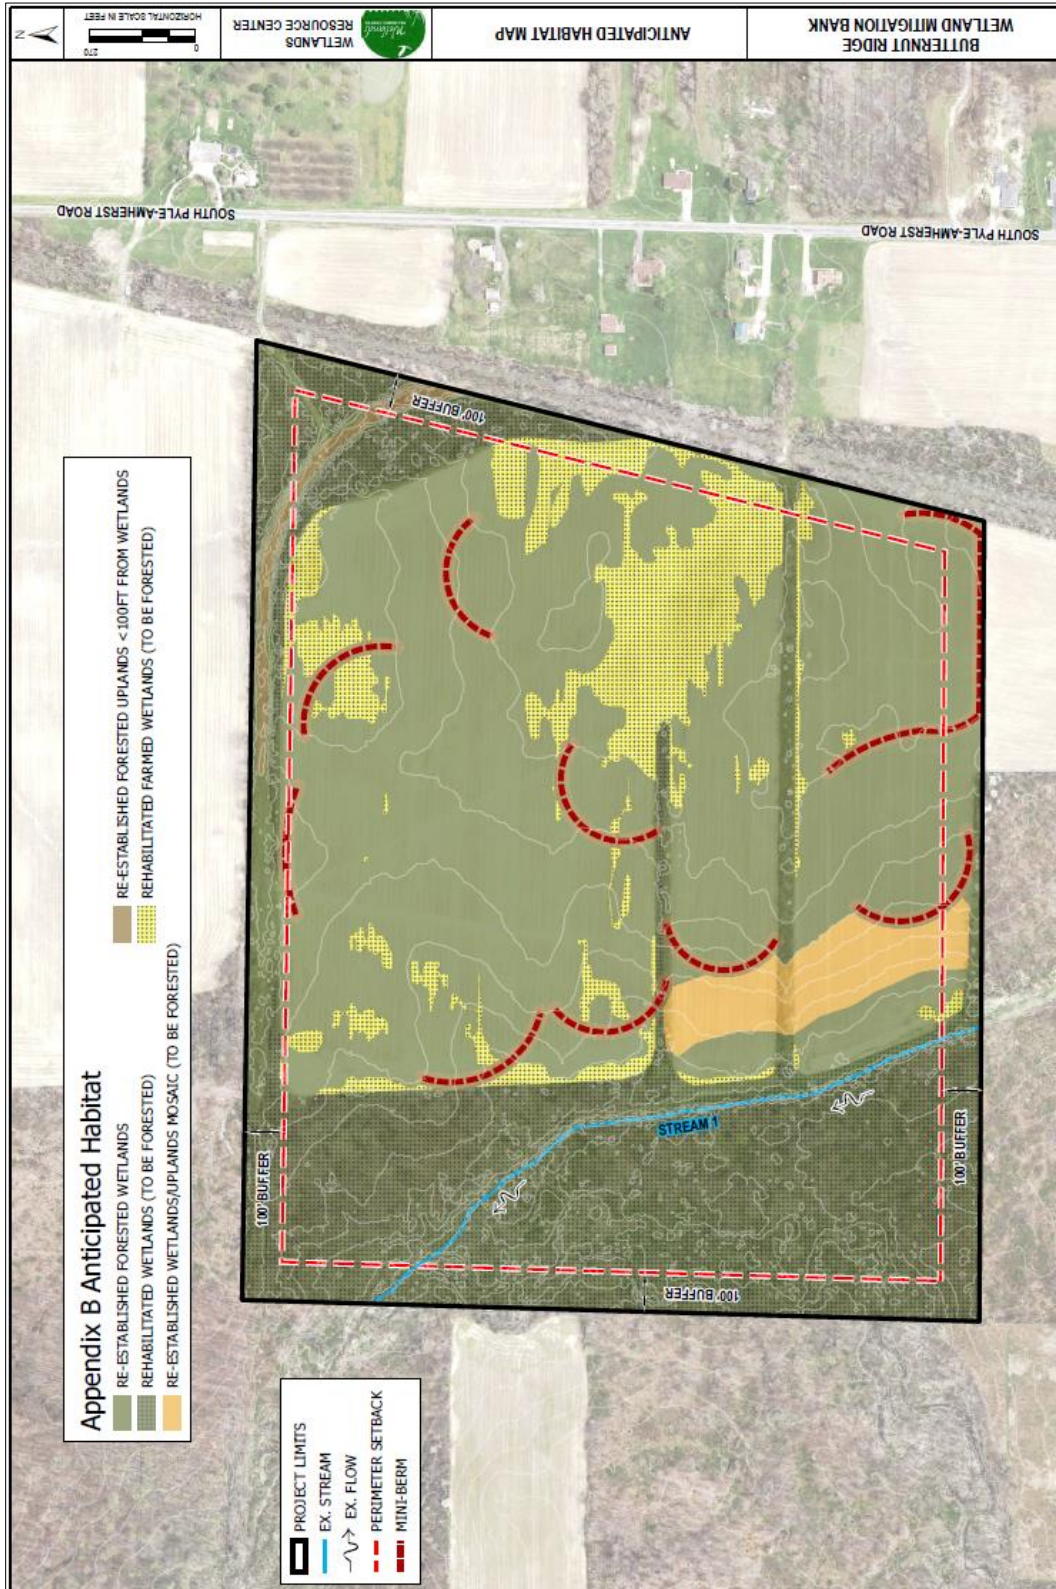 BUTTERNUT RIDGE
WETLAND MITIGATION BANK
ANTICIPATED HABITAT MAP
Wetlands
WETLANDS
RESOURCE CENTER
0
270
HORIZONTAL SCALE IN FEET
N
Appendix B Anticipated Habitat
RE-ESTABLISHED FORESTED WETLANDS
REHABILITATED WETLANDS (TO BE FORESTED)
RE-ESTABLISHED WETLANDS/UPLANDS MOSAIC (TO BE FORESTED)
RE-ESTABLISHED FORESTED UPLANDS <100FT FROM WETLANDS
REHABILITATED FARMED WETLANDS (TO BE FORESTED)
PROJECT LIMITS
EX. STREAM
EX. FLOW
PERIMETER SETBACK
MINI-BERM
SOUTH PYLE-AMHERST ROAD
SOUTH PYLE-AMHERST ROAD
100' BUFFER
100' BUFFER
100' BUFFER
100' BUFFER
STREAM 1